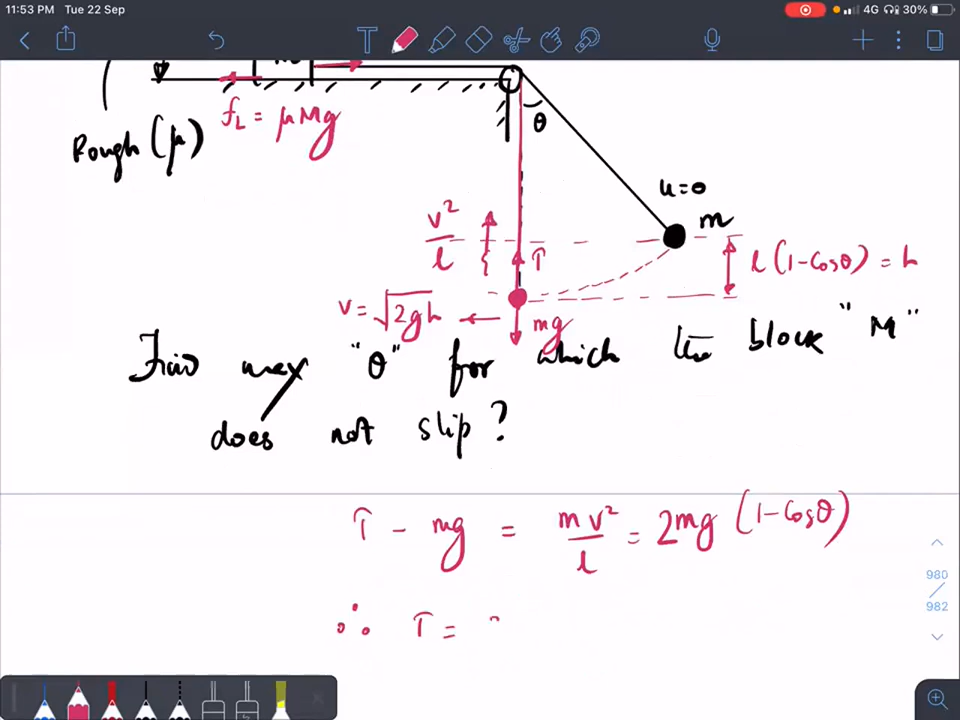 11:53 PM Tue 22 Sep
4G 30%
T
fL = μMg
Rough (μ)
θ
u=0
m
v²/l
T
l(1-Cosθ) = h
v = √2gh
mg
Find max "θ" for which the block "M"
does not slip?
T - mg = mv²/l = 2mg (1-Cosθ)
∴ T =
980
982